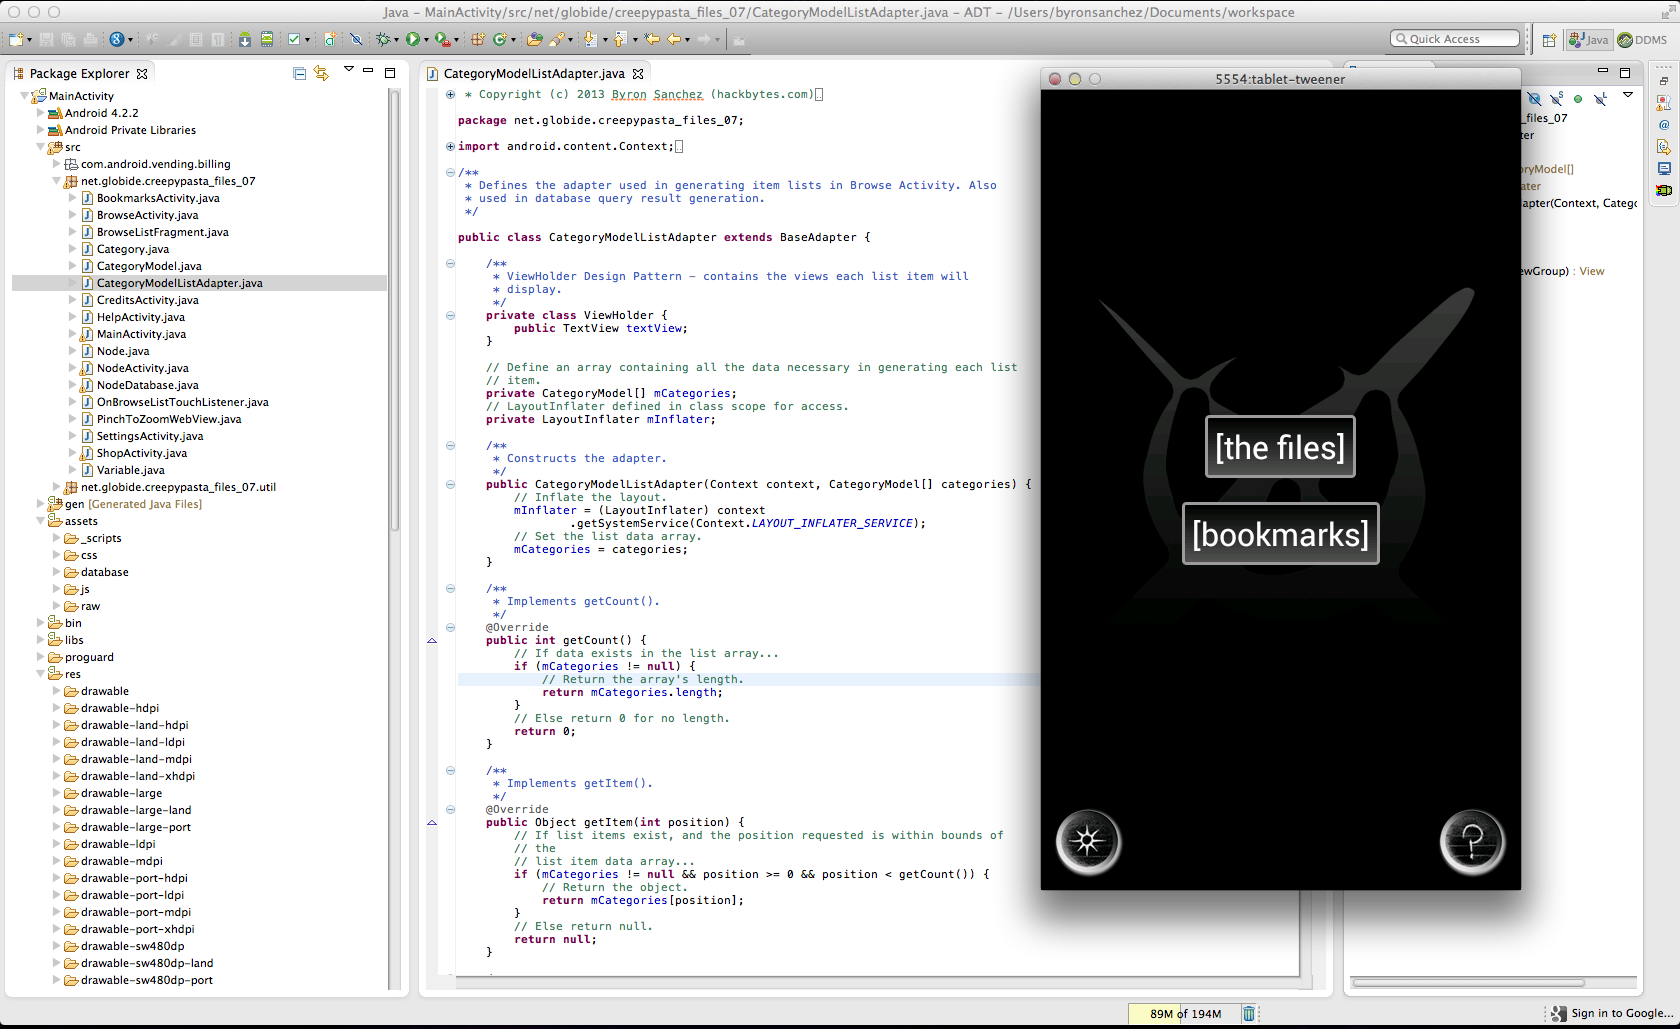 Java - MainActivity/src/net/globide/creepypasta_files_07/CategoryModelListAdapter.java - ADT - /Users/byronsanchez/Documents/workspace
Quick Access
Java
DDMS
Package Explorer
MainActivity
Android 4.2.2
Android Private Libraries
src
com.android.vending.billing
net.globide.creepypasta_files_07
BookmarksActivity.java
BrowseActivity.java
BrowseListFragment.java
Category.java
CategoryModel.java
CategoryModelListAdapter.java
CreditsActivity.java
HelpActivity.java
MainActivity.java
Node.java
NodeActivity.java
NodeDatabase.java
OnBrowseListTouchListener.java
PinchToZoomWebView.java
SettingsActivity.java
ShopActivity.java
Variable.java
net.globide.creepypasta_files_07.util
gen [Generated Java Files]
assets
_scripts
css
database
js
raw
bin
libs
proguard
res
drawable
drawable-hdpi
drawable-land-hdpi
drawable-land-ldpi
drawable-land-mdpi
drawable-land-xhdpi
drawable-large
drawable-large-land
drawable-large-port
drawable-ldpi
drawable-mdpi
drawable-port-hdpi
drawable-port-ldpi
drawable-port-mdpi
drawable-port-xhdpi
drawable-sw480dp
drawable-sw480dp-land
drawable-sw480dp-port
CategoryModelListAdapter.java
* Copyright (c) 2013 Byron Sanchez (hackbytes.com)
package net.globide.creepypasta_files_07;
import android.content.Context;
/**
* Defines the adapter used in generating item lists in Browse Activity. Also
* used in database query result generation.
*/
public class CategoryModelListAdapter extends BaseAdapter {
/**
* ViewHolder Design Pattern - contains the views each list item will
* display.
*/
private class ViewHolder {
public TextView textView;
}
// Define an array containing all the data necessary in generating each list
// item.
private CategoryModel[] mCategories;
// LayoutInflater defined in class scope for access.
private LayoutInflater mInflater;
/**
* Constructs the adapter.
*/
public CategoryModelListAdapter(Context context, CategoryModel[] categories) {
// Inflate the layout.
mInflater = (LayoutInflater) context
.getSystemService(Context.LAYOUT_INFLATER_SERVICE);
// Set the list data array.
mCategories = categories;
}
/**
* Implements getCount().
*/
@Override
public int getCount() {
// If data exists in the list array...
if (mCategories != null) {
// Return the array's length.
return mCategories.length;
}
// Else return 0 for no length.
return 0;
}
/**
* Implements getItem().
*/
@Override
public Object getItem(int position) {
// If list items exist, and the position requested is within bounds of
// the
// list item data array...
if (mCategories != null && position >= 0 && position < getCount()) {
// Return the object.
return mCategories[position];
}
// Else return null.
return null;
}
5554:tablet-tweener
[the files]
[bookmarks]
?
_files_07
ter
oryModel[]
ater
apter(Context, Catego
ewGroup) : View
89M of 194M
Sign in to Google...